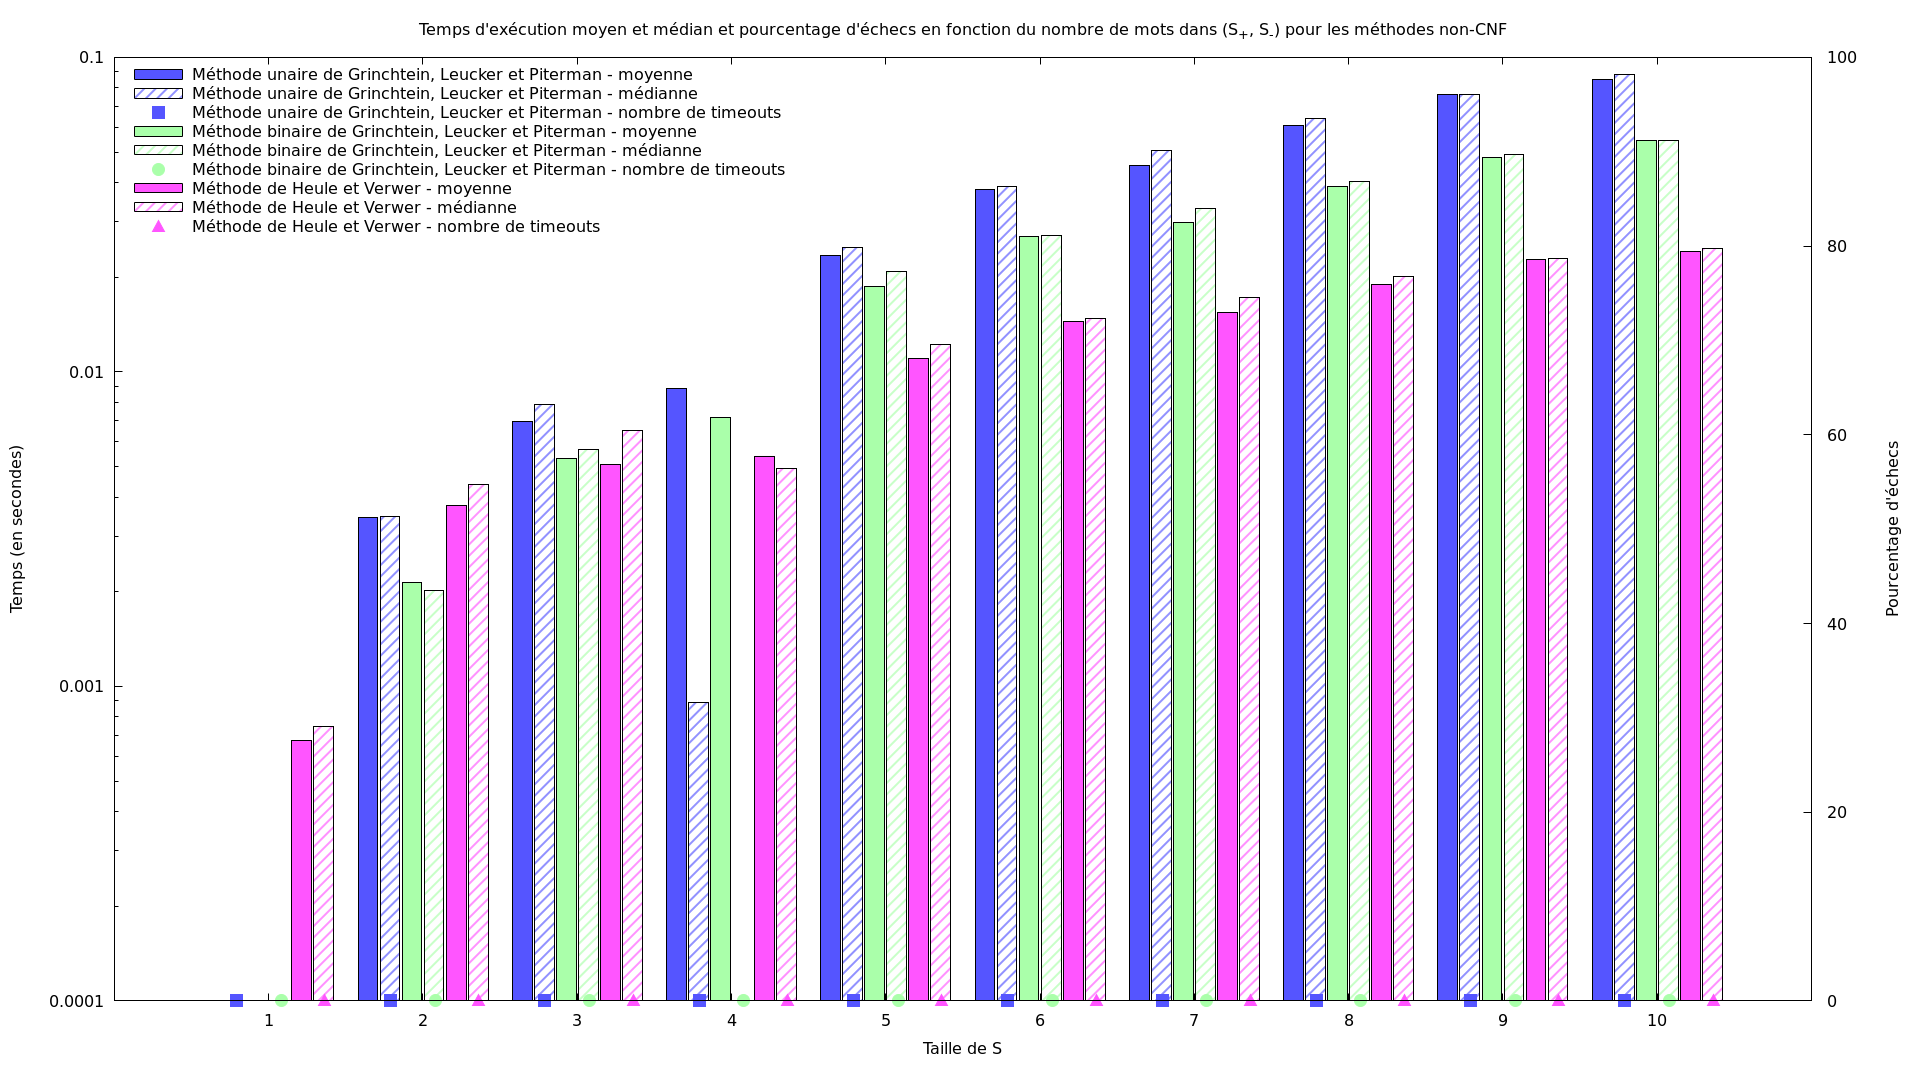 Temps d'exécution moyen et médian et pourcentage d'échecs en fonction du nombre de mots dans (S+, S-) pour les méthodes non-CNF
0.1
0.01
0.001
0.0001
Temps (en secondes)
Méthode unaire de Grinchtein, Leucker et Piterman - moyenne
Méthode unaire de Grinchtein, Leucker et Piterman - médianne
Méthode unaire de Grinchtein, Leucker et Piterman - nombre de timeouts
Méthode binaire de Grinchtein, Leucker et Piterman - moyenne
Méthode binaire de Grinchtein, Leucker et Piterman - médianne
Méthode binaire de Grinchtein, Leucker et Piterman - nombre de timeouts
Méthode de Heule et Verwer - moyenne
Méthode de Heule et Verwer - médianne
Méthode de Heule et Verwer - nombre de timeouts
100
80
60
40
20
0
Pourcentage d'échecs
1 2 3 4 5 6 7 8 9 10
Taille de S